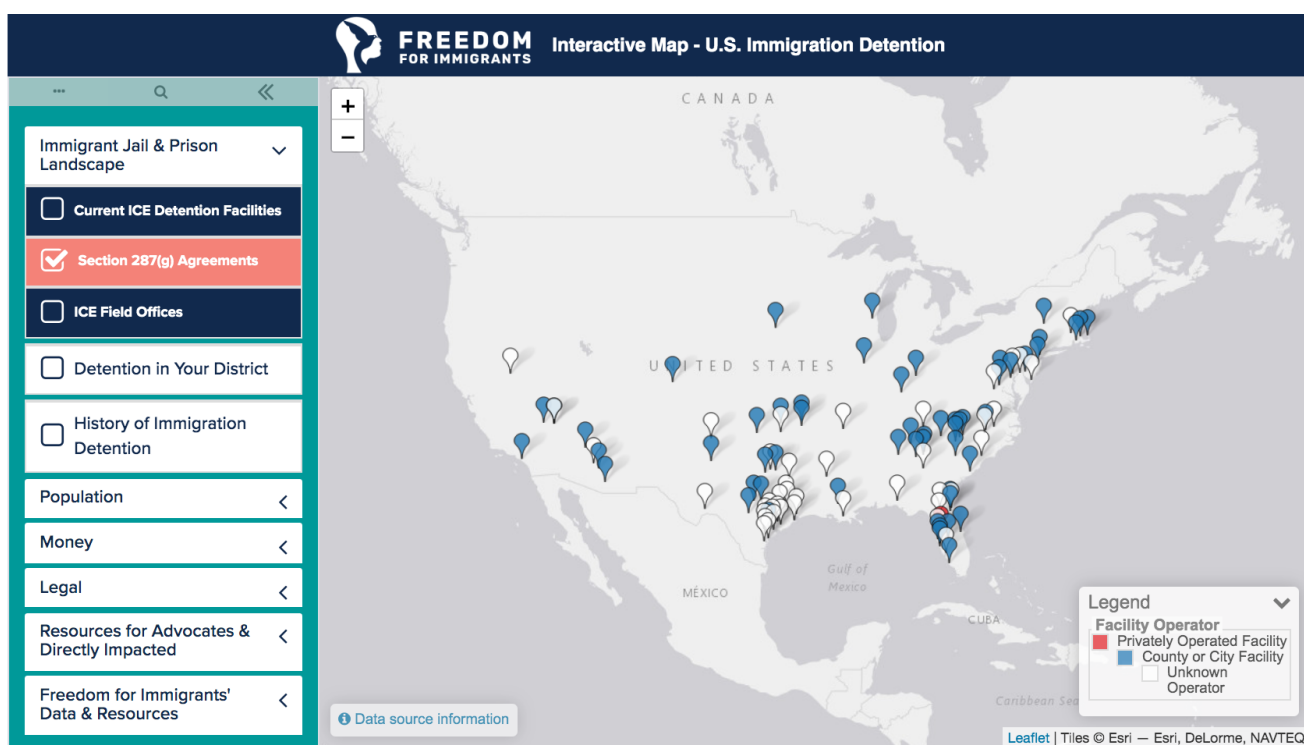 FREEDOM
FOR IMMIGRANTS
Interactive Map - U.S. Immigration Detention
Immigrant Jail & Prison
Landscape
Current ICE Detention Facilities
Section 287(g) Agreements
ICE Field Offices
Detention in Your District
History of Immigration
Detention
Population
Money
Legal
Resources for Advocates &
Directly Impacted
Freedom for Immigrants'
Data & Resources
+
−
CANADA
UNITED STATES
MÉXICO
Gulf of
Mexico
CUBA
Caribbean Sea
Legend
Facility Operator
Privately Operated Facility
County or City Facility
Unknown
Operator
Data source information
Leaflet | Tiles © Esri — Esri, DeLorme, NAVTEQ